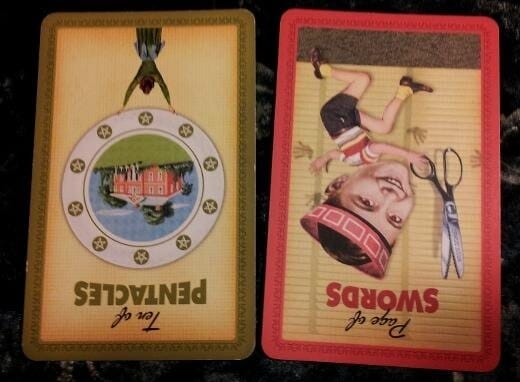 Ten of
PENTACLES
Page of
SWORDS